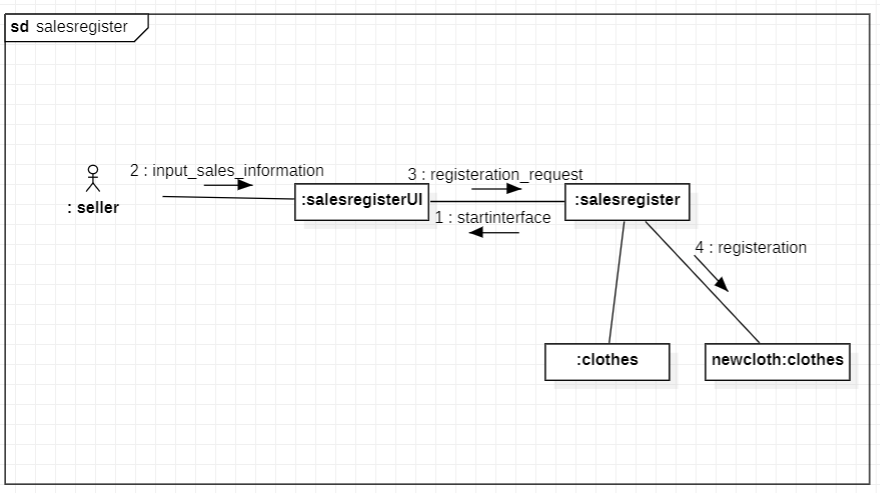 sd salesregister
2 : input_sales_information
3 : registeration_request
: seller
:salesregisterUI
:salesregister
1 : startinterface
4 : registeration
:clothes
newcloth:clothes